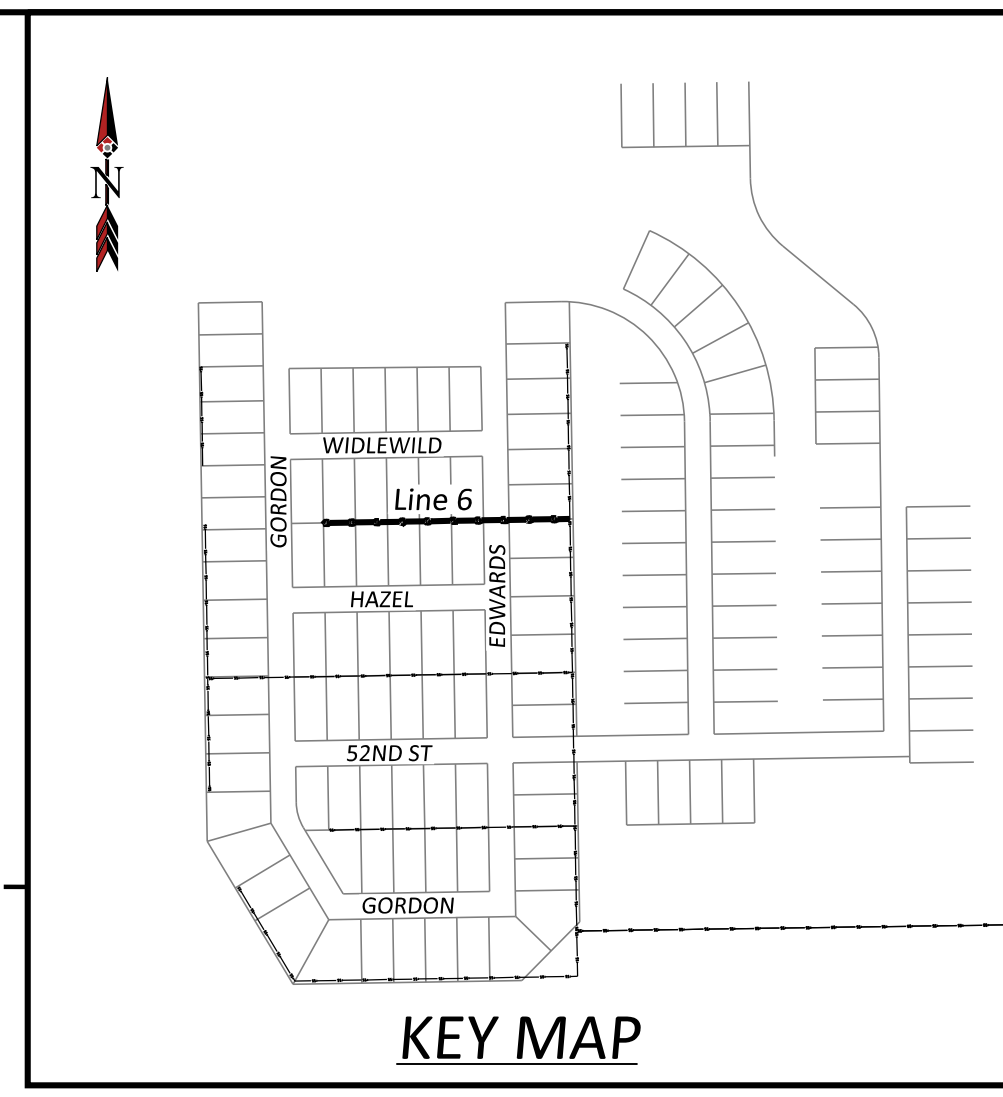 N
WIDLEWILD
GORDON
Line 6
EDWARDS
HAZEL
52ND ST
GORDON
KEY MAP